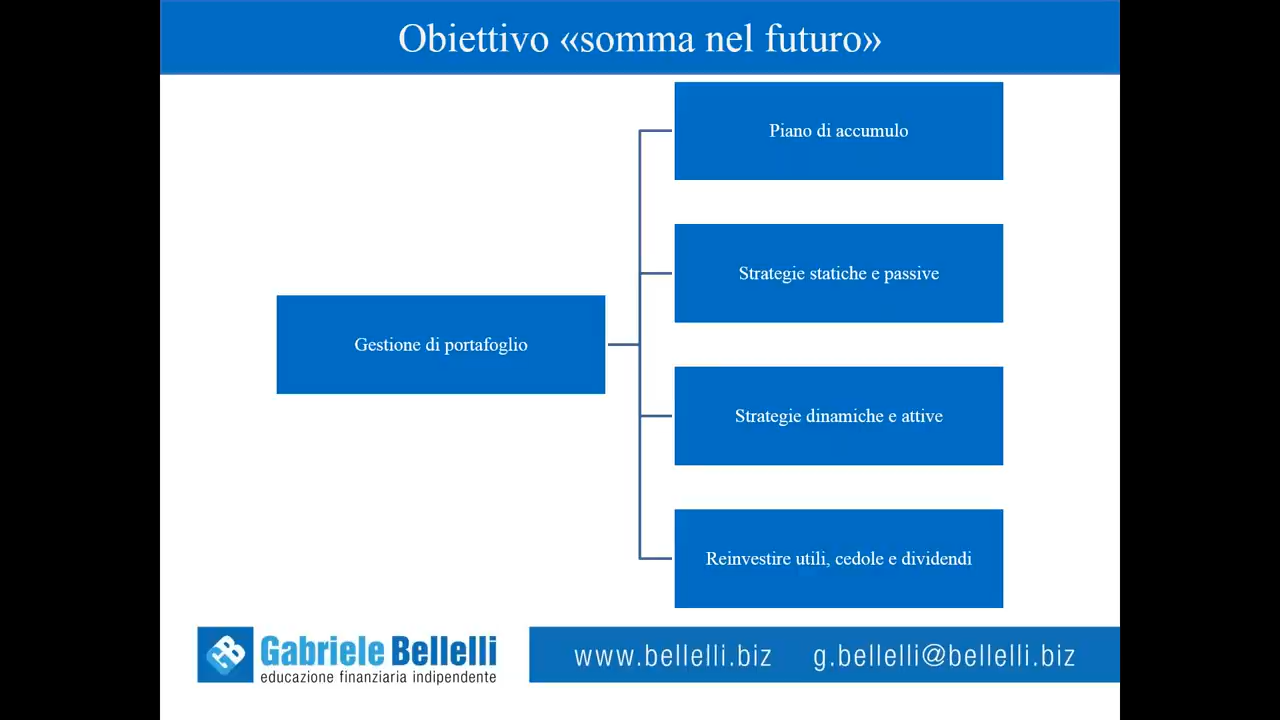 Obiettivo «somma nel futuro»
Gestione di portafoglio
Piano di accumulo
Strategie statiche e passive
Strategie dinamiche e attive
Reinvestire utili, cedole e dividendi
Gabriele Bellelli
educazione finanziaria indipendente
www.bellelli.biz g.bellelli@bellelli.biz